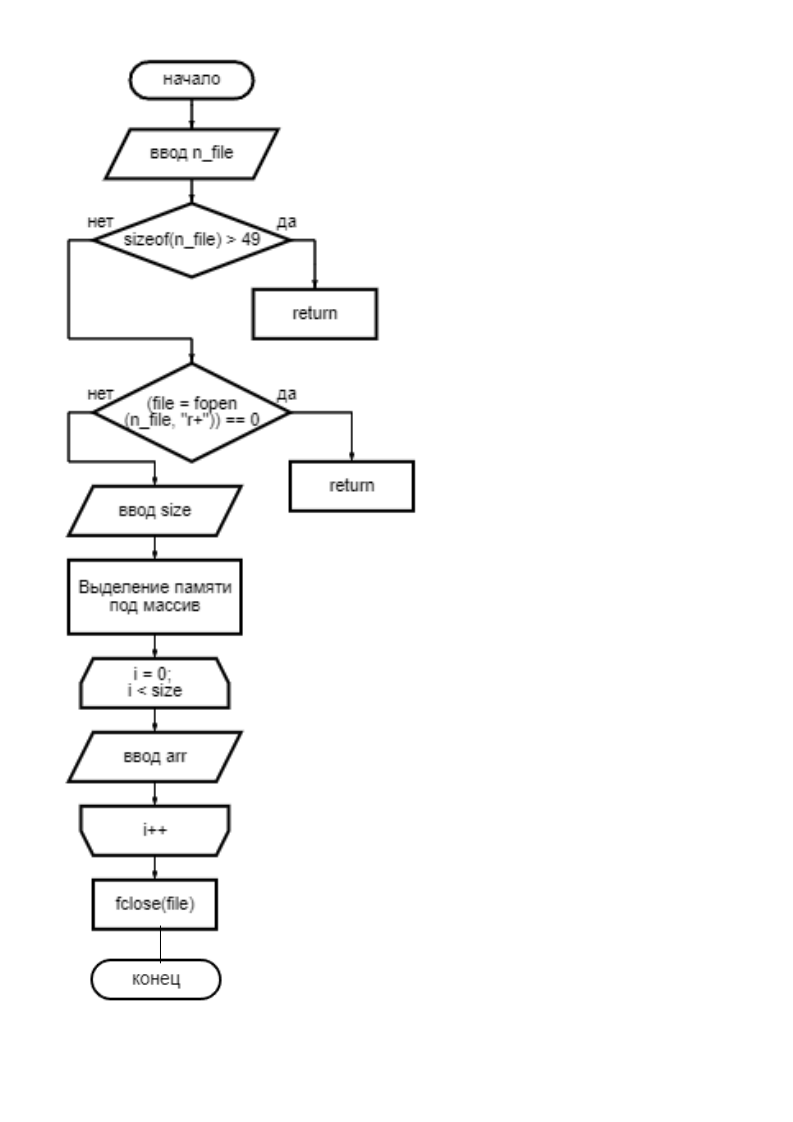 начало
ввод n_file
нет
да
sizeof(n_file) > 49
return
нет
да
(file = fopen
(n_file, "r+")) == 0
return
ввод size
Выделение памяти
под массив
i = 0;
i < size
ввод arr
i++
fclose(file)
конец